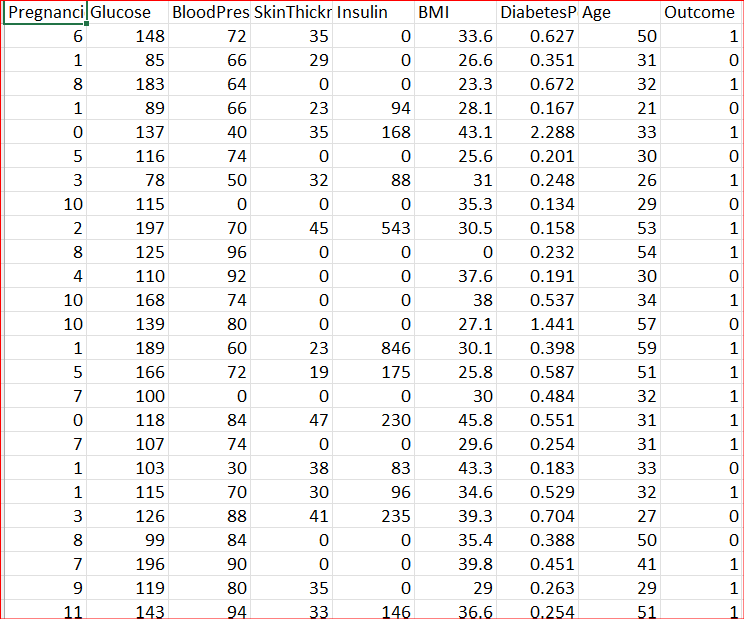 Pregnanci Glucose BloodPres SkinThickr Insulin BMI DiabetesP Age Outcome
6 148 72 35 0 33.6 0.627 50 1
1 85 66 29 0 26.6 0.351 31 0
8 183 64 0 0 23.3 0.672 32 1
1 89 66 23 94 28.1 0.167 21 0
0 137 40 35 168 43.1 2.288 33 1
5 116 74 0 0 25.6 0.201 30 0
3 78 50 32 88 31 0.248 26 1
10 115 0 0 0 35.3 0.134 29 0
2 197 70 45 543 30.5 0.158 53 1
8 125 96 0 0 0 0.232 54 1
4 110 92 0 0 37.6 0.191 30 0
10 168 74 0 0 38 0.537 34 1
10 139 80 0 0 27.1 1.441 57 0
1 189 60 23 846 30.1 0.398 59 1
5 166 72 19 175 25.8 0.587 51 1
7 100 0 0 0 30 0.484 32 1
0 118 84 47 230 45.8 0.551 31 1
7 107 74 0 0 29.6 0.254 31 1
1 103 30 38 83 43.3 0.183 33 0
1 115 70 30 96 34.6 0.529 32 1
3 126 88 41 235 39.3 0.704 27 0
8 99 84 0 0 35.4 0.388 50 0
7 196 90 0 0 39.8 0.451 41 1
9 119 80 35 0 29 0.263 29 1
11 143 94 33 146 36.6 0.254 51 1